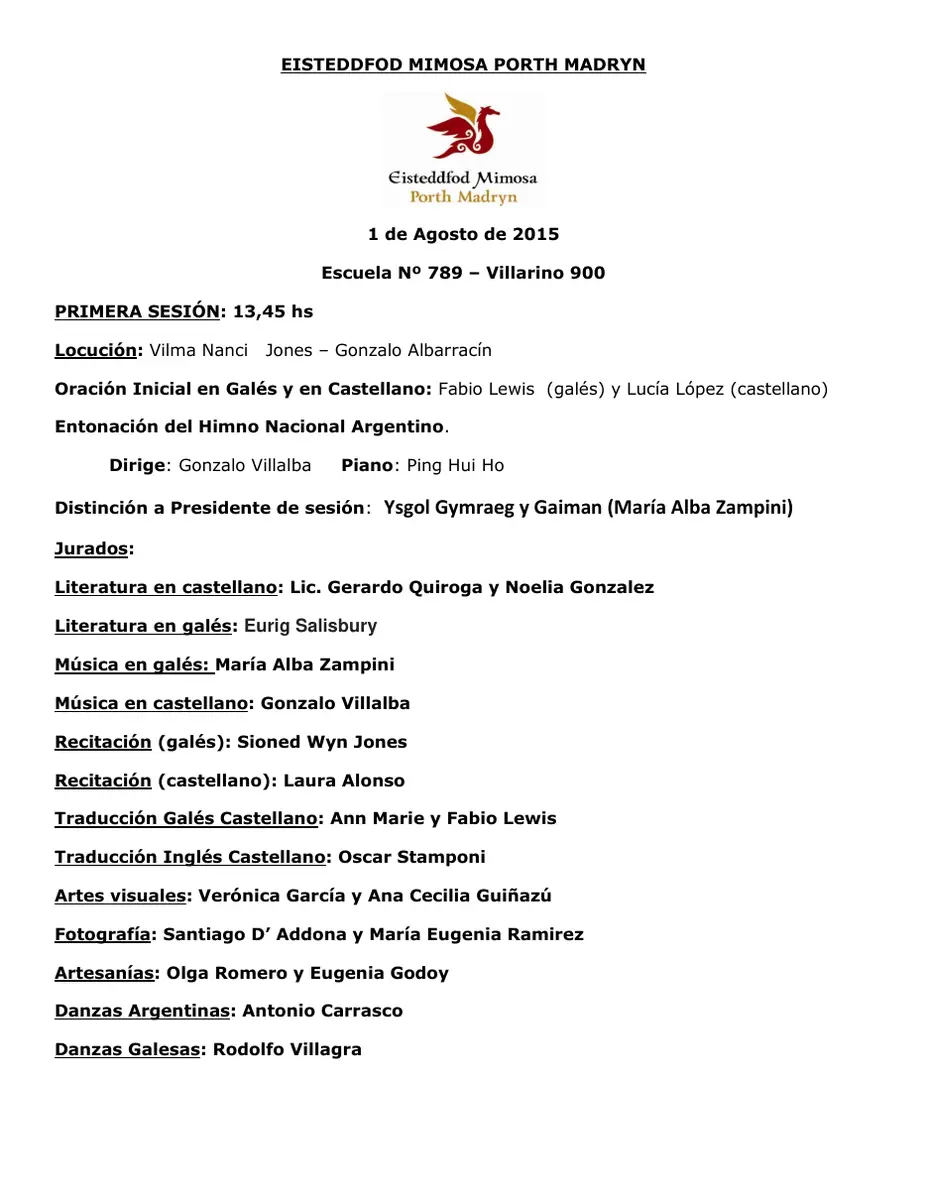 EISTEDDFOD MIMOSA PORTH MADRYN
Eisteddfod Mimosa
Porth Madryn
1 de Agosto de 2015
Escuela Nº 789 – Villarino 900
PRIMERA SESIÓN: 13,45 hs
Locución: Vilma Nanci Jones – Gonzalo Albarracín
Oración Inicial en Galés y en Castellano: Fabio Lewis (galés) y Lucía López (castellano)
Entonación del Himno Nacional Argentino.
Dirige: Gonzalo Villalba Piano: Ping Hui Ho
Distinción a Presidente de sesión: Ysgol Gymraeg y Gaiman (María Alba Zampini)
Jurados:
Literatura en castellano: Lic. Gerardo Quiroga y Noelia Gonzalez
Literatura en galés: Eurig Salisbury
Música en galés: María Alba Zampini
Música en castellano: Gonzalo Villalba
Recitación (galés): Sioned Wyn Jones
Recitación (castellano): Laura Alonso
Traducción Galés Castellano: Ann Marie y Fabio Lewis
Traducción Inglés Castellano: Oscar Stamponi
Artes visuales: Verónica García y Ana Cecilia Guiñazú
Fotografía: Santiago D’ Addona y María Eugenia Ramirez
Artesanías: Olga Romero y Eugenia Godoy
Danzas Argentinas: Antonio Carrasco
Danzas Galesas: Rodolfo Villagra